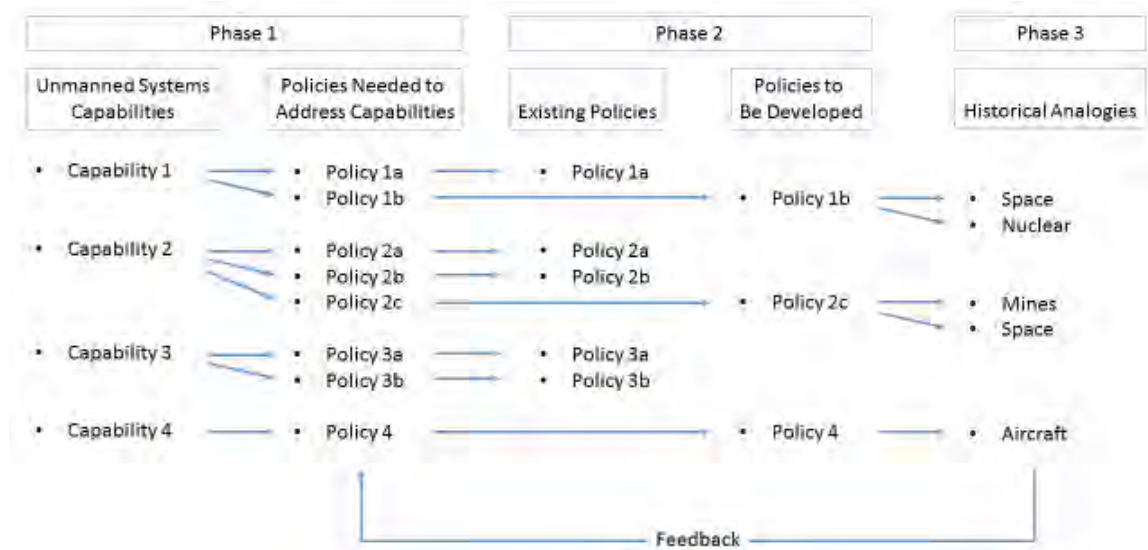 Phase 1
Phase 2
Phase 3
Unmanned Systems
Capabilities
Policies Needed to
Address Capabilities
Existing Policies
Policies to
Be Developed
Historical Analogies
• Capability 1
• Policy 1a
• Policy 1a
• Policy 1b
• Policy 1b
• Space
• Nuclear
• Capability 2
• Policy 2a
• Policy 2a
• Policy 2b
• Policy 2b
• Policy 2c
• Policy 2c
• Mines
• Space
• Capability 3
• Policy 3a
• Policy 3a
• Policy 3b
• Policy 3b
• Capability 4
• Policy 4
• Policy 4
• Aircraft
Feedback